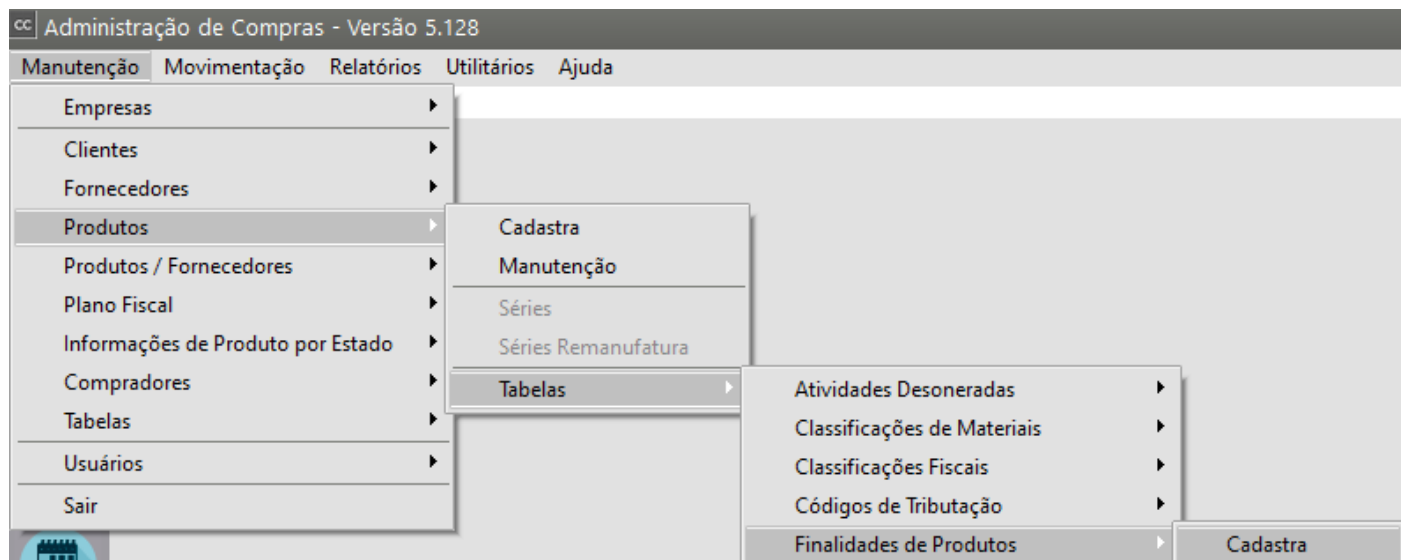 cc Administração de Compras - Versão 5.128
Manutenção Movimentação Relatórios Utilitários Ajuda
Empresas
Clientes
Fornecedores
Produtos
Produtos / Fornecedores
Plano Fiscal
Informações de Produto por Estado
Compradores
Tabelas
Usuários
Sair
Cadastra
Manutenção
Séries
Séries Remanufatura
Tabelas
Atividades Desoneradas
Classificações de Materiais
Classificações Fiscais
Códigos de Tributação
Finalidades de Produtos
Cadastra